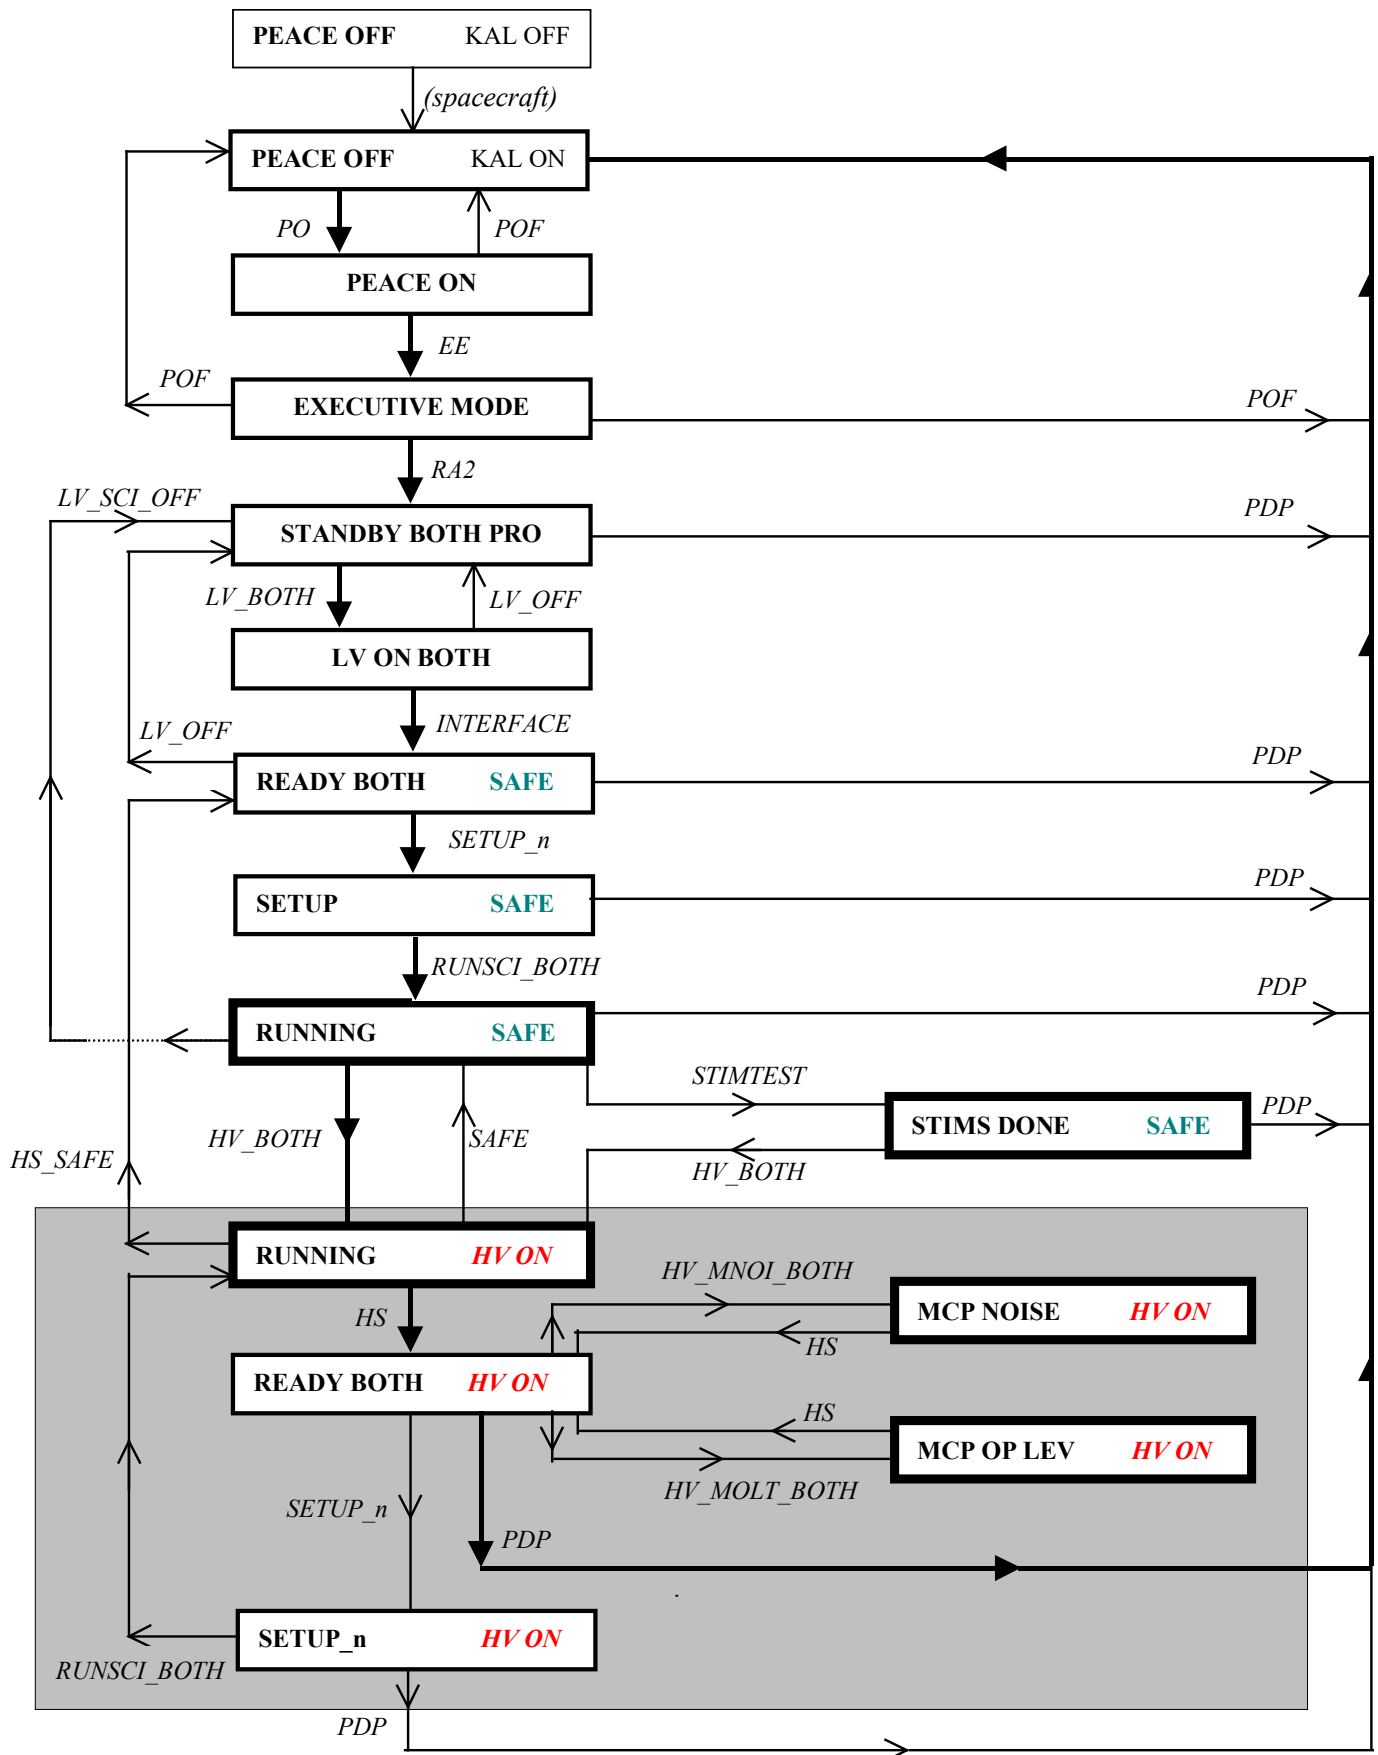 PEACE OFF KAL OFF
(spacecraft)
PEACE OFF KAL ON
PO POF
PEACE ON
EE
POF
EXECUTIVE MODE
POF
RA2
LV_SCI_OFF
STANDBY BOTH PRO
PDP
LV_BOTH LV_OFF
LV ON BOTH
INTERFACE
LV_OFF
READY BOTH SAFE
PDP
SETUP_n
SETUP SAFE
PDP
RUNSCI_BOTH
PDP
RUNNING SAFE
STIMTEST
STIMS DONE SAFE
PDP
HV_BOTH SAFE
HS_SAFE
HV_BOTH
RUNNING HV ON
HV_MNOI_BOTH
MCP NOISE HV ON
HS
HS
READY BOTH HV ON
HS
MCP OP LEV HV ON
HV_MOLT_BOTH
SETUP_n
PDP
SETUP_n HV ON
RUNSCI_BOTH
PDP